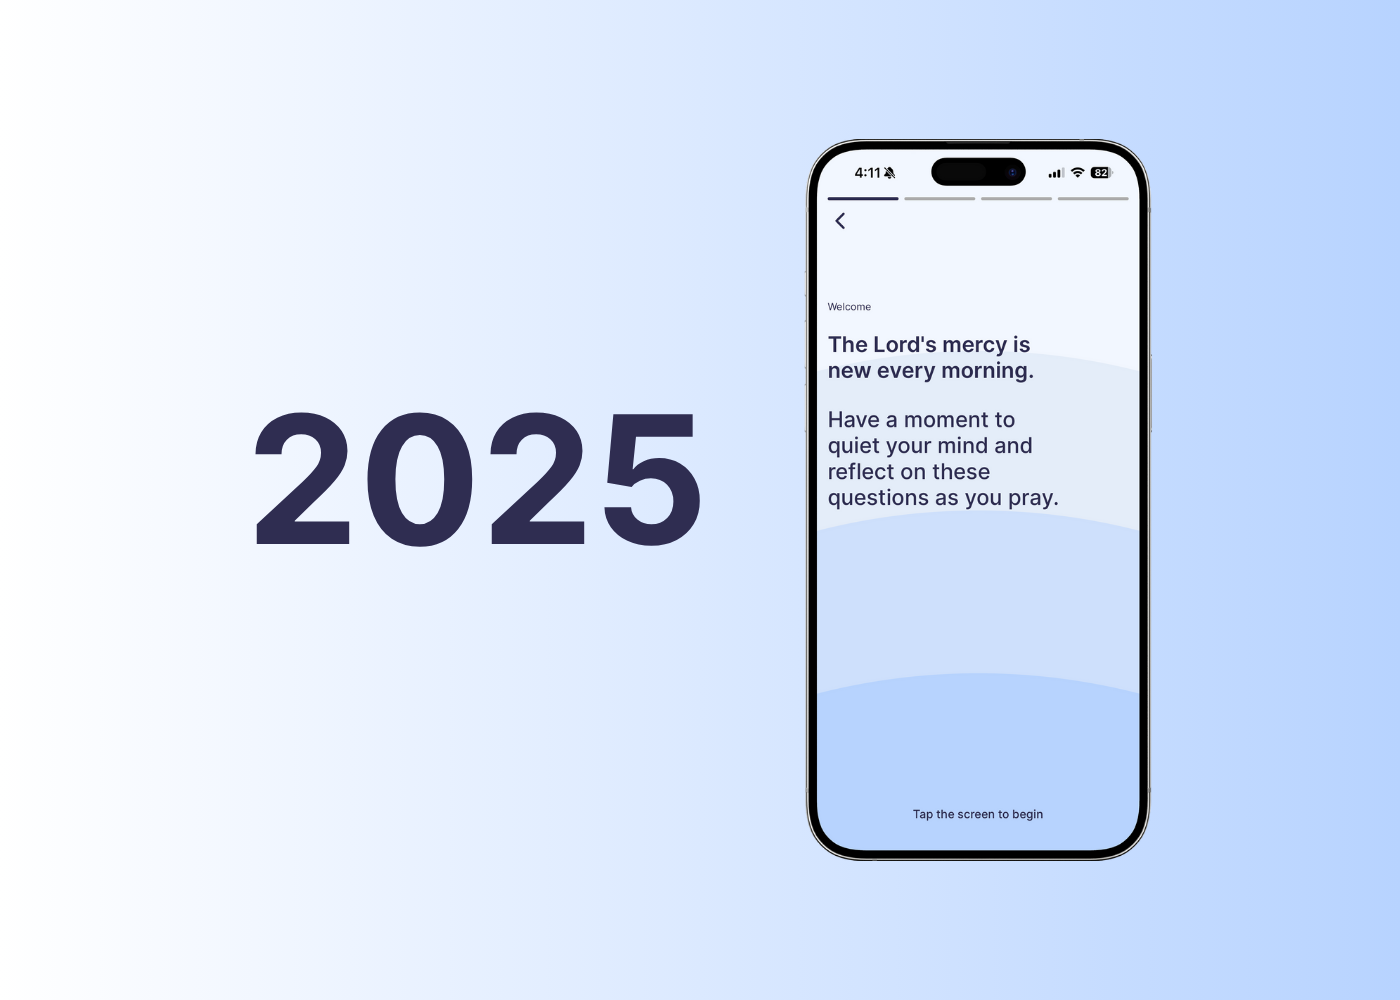 2025
4:11
82
Welcome
The Lord's mercy is
new every morning.
Have a moment to
quiet your mind and
reflect on these
questions as you pray.
Tap the screen to begin